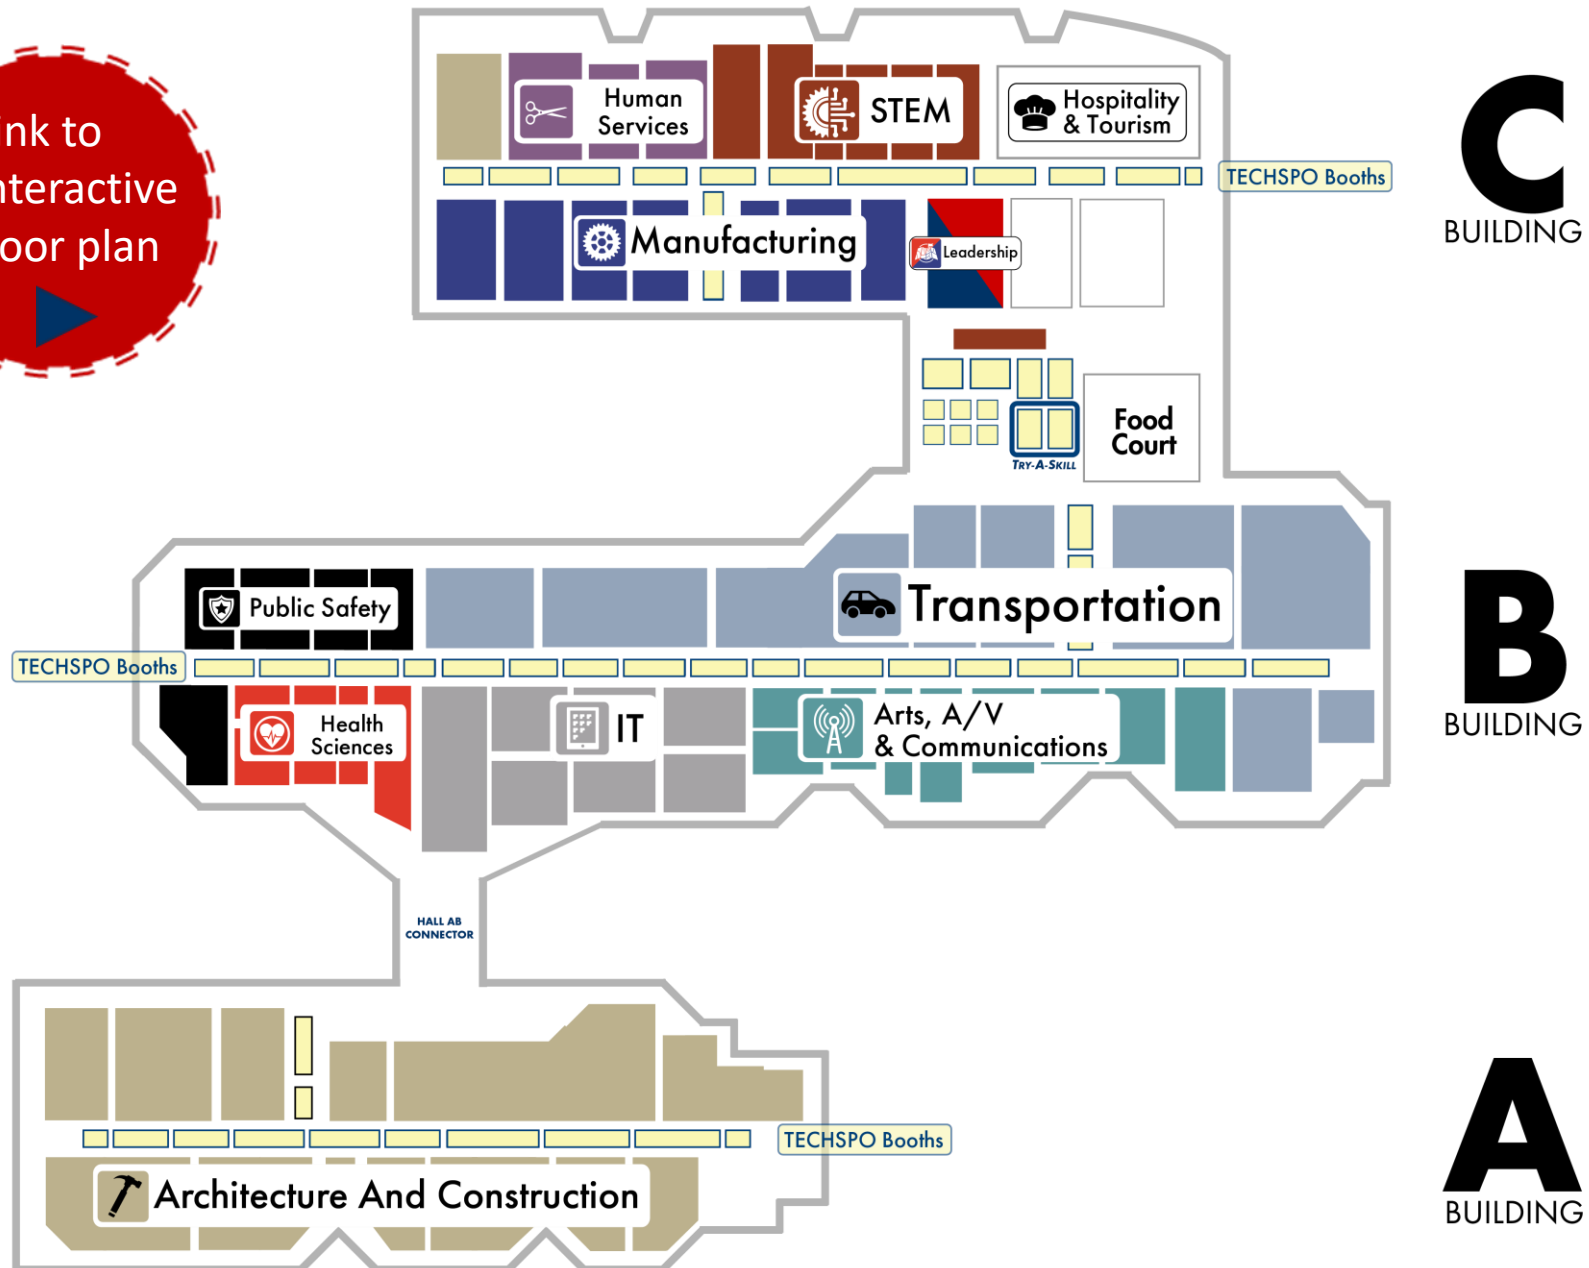 ink to
nteractive
oor plan
Human
Services
STEM
Hospitality
& Tourism
TECHSPO Booths
Manufacturing
Leadership
C
BUILDING
Food
Court
TRY-A-SKILL
Public Safety
Transportation
TECHSPO Booths
Health
Sciences
IT
Arts, A/V
& Communications
B
BUILDING
HALL AB
CONNECTOR
TECHSPO Booths
Architecture And Construction
A
BUILDING